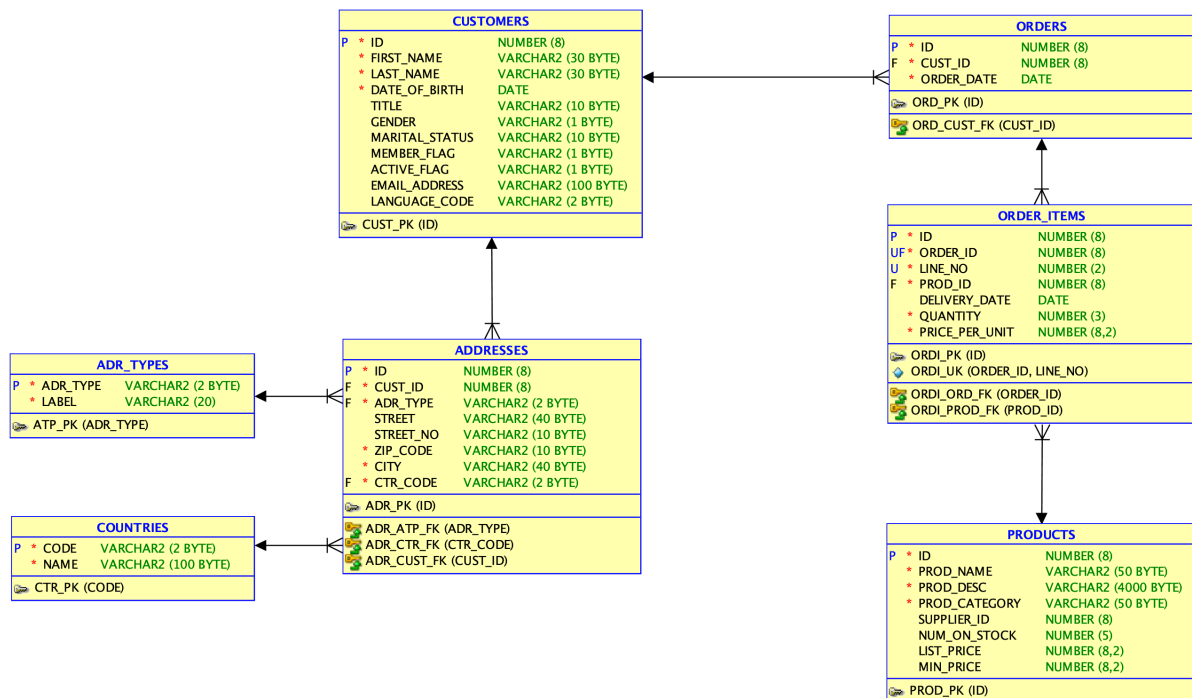 CUSTOMERS
P * ID NUMBER (8)
* FIRST_NAME VARCHAR2 (30 BYTE)
* LAST_NAME VARCHAR2 (30 BYTE)
* DATE_OF_BIRTH DATE
TITLE VARCHAR2 (10 BYTE)
GENDER VARCHAR2 (1 BYTE)
MARITAL_STATUS VARCHAR2 (10 BYTE)
MEMBER_FLAG VARCHAR2 (1 BYTE)
ACTIVE_FLAG VARCHAR2 (1 BYTE)
EMAIL_ADDRESS VARCHAR2 (100 BYTE)
LANGUAGE_CODE VARCHAR2 (2 BYTE)
CUST_PK (ID)
ORDERS
P * ID NUMBER (8)
F * CUST_ID NUMBER (8)
* ORDER_DATE DATE
ORD_PK (ID)
ORD_CUST_FK (CUST_ID)
ORDER_ITEMS
P * ID NUMBER (8)
UF * ORDER_ID NUMBER (8)
U * LINE_NO NUMBER (2)
F * PROD_ID NUMBER (8)
DELIVERY_DATE DATE
* QUANTITY NUMBER (3)
* PRICE_PER_UNIT NUMBER (8,2)
ORDI_PK (ID)
ORDI_UK (ORDER_ID, LINE_NO)
ORDI_ORD_FK (ORDER_ID)
ORDI_PROD_FK (PROD_ID)
ADR_TYPES
P * ADR_TYPE VARCHAR2 (2 BYTE)
* LABEL VARCHAR2 (20)
ATP_PK (ADR_TYPE)
ADDRESSES
P * ID NUMBER (8)
F * CUST_ID NUMBER (8)
F * ADR_TYPE VARCHAR2 (2 BYTE)
STREET VARCHAR2 (40 BYTE)
STREET_NO VARCHAR2 (10 BYTE)
* ZIP_CODE VARCHAR2 (10 BYTE)
* CITY VARCHAR2 (40 BYTE)
F * CTR_CODE VARCHAR2 (2 BYTE)
ADR_PK (ID)
ADR_ATP_FK (ADR_TYPE)
ADR_CTR_FK (CTR_CODE)
ADR_CUST_FK (CUST_ID)
COUNTRIES
P * CODE VARCHAR2 (2 BYTE)
* NAME VARCHAR2 (100 BYTE)
CTR_PK (CODE)
PRODUCTS
P * ID NUMBER (8)
* PROD_NAME VARCHAR2 (50 BYTE)
* PROD_DESC VARCHAR2 (4000 BYTE)
* PROD_CATEGORY VARCHAR2 (50 BYTE)
SUPPLIER_ID NUMBER (8)
NUM_ON_STOCK NUMBER (5)
LIST_PRICE NUMBER (8,2)
MIN_PRICE NUMBER (8,2)
PROD_PK (ID)